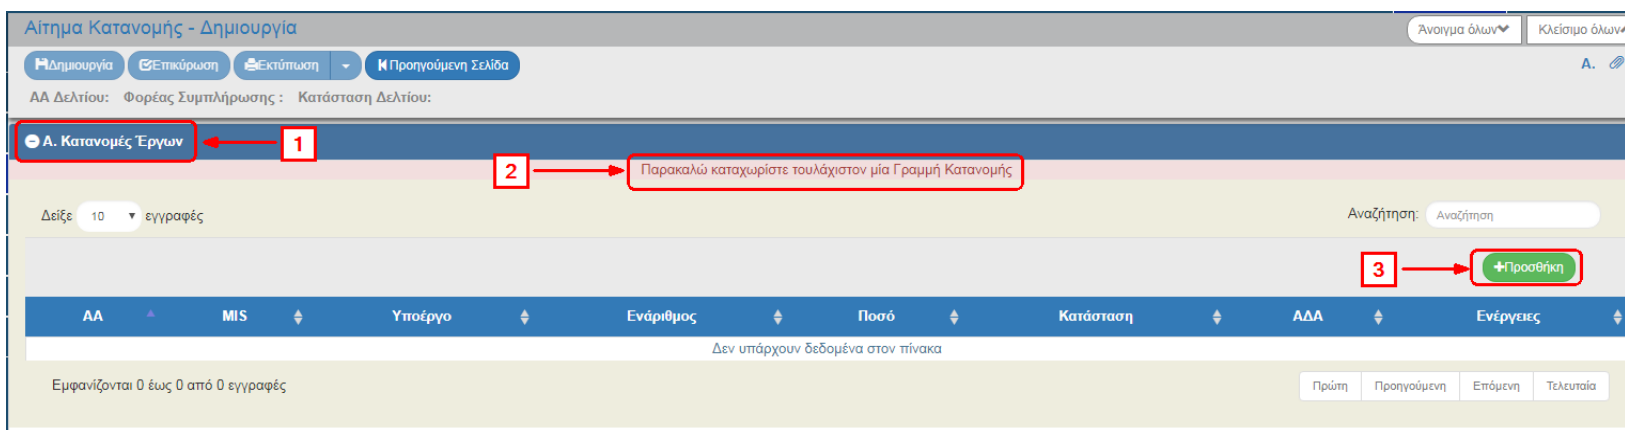 Αίτημα Κατανομής - Δημιουργία
Άνοιγμα όλων
Κλείσιμο όλων
Δημιουργία Επικύρωση Εκτύπωση Προηγούμενη Σελίδα
Α.
ΑΑ Δελτίου: Φορέας Συμπλήρωσης : Κατάσταση Δελτίου:
Α. Κατανομές Έργων
1
2
Παρακαλώ καταχωρίστε τουλάχιστον μία Γραμμή Κατανομής
Δείξε 10 εγγραφές
Αναζήτηση: Αναζήτηση
3
+Προσθήκη
ΑΑ MIS Υποέργο Ενάριθμος Ποσό Κατάσταση ΑΔΑ Ενέργειες
Δεν υπάρχουν δεδομένα στον πίνακα
Εμφανίζονται 0 έως 0 από 0 εγγραφές
Πρώτη Προηγούμενη Επόμενη Τελευταία